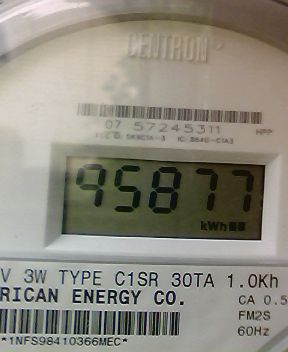 CENTRON®
07 57245311
HPP
95877
kWh
V 3W TYPE C1SR 30TA 1.0Kh
RICAN ENERGY CO.
CA 0.5
FM2S
60Hz
*1NFS98410366MEC*